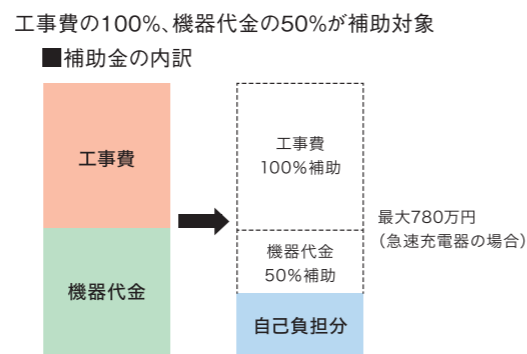 工事費の100%、機器代金の50%が補助対象
■補助金の内訳
工事費
機器代金
工事費
100%補助
機器代金
50%補助
自己負担分
最大780万円
（急速充電器の場合）